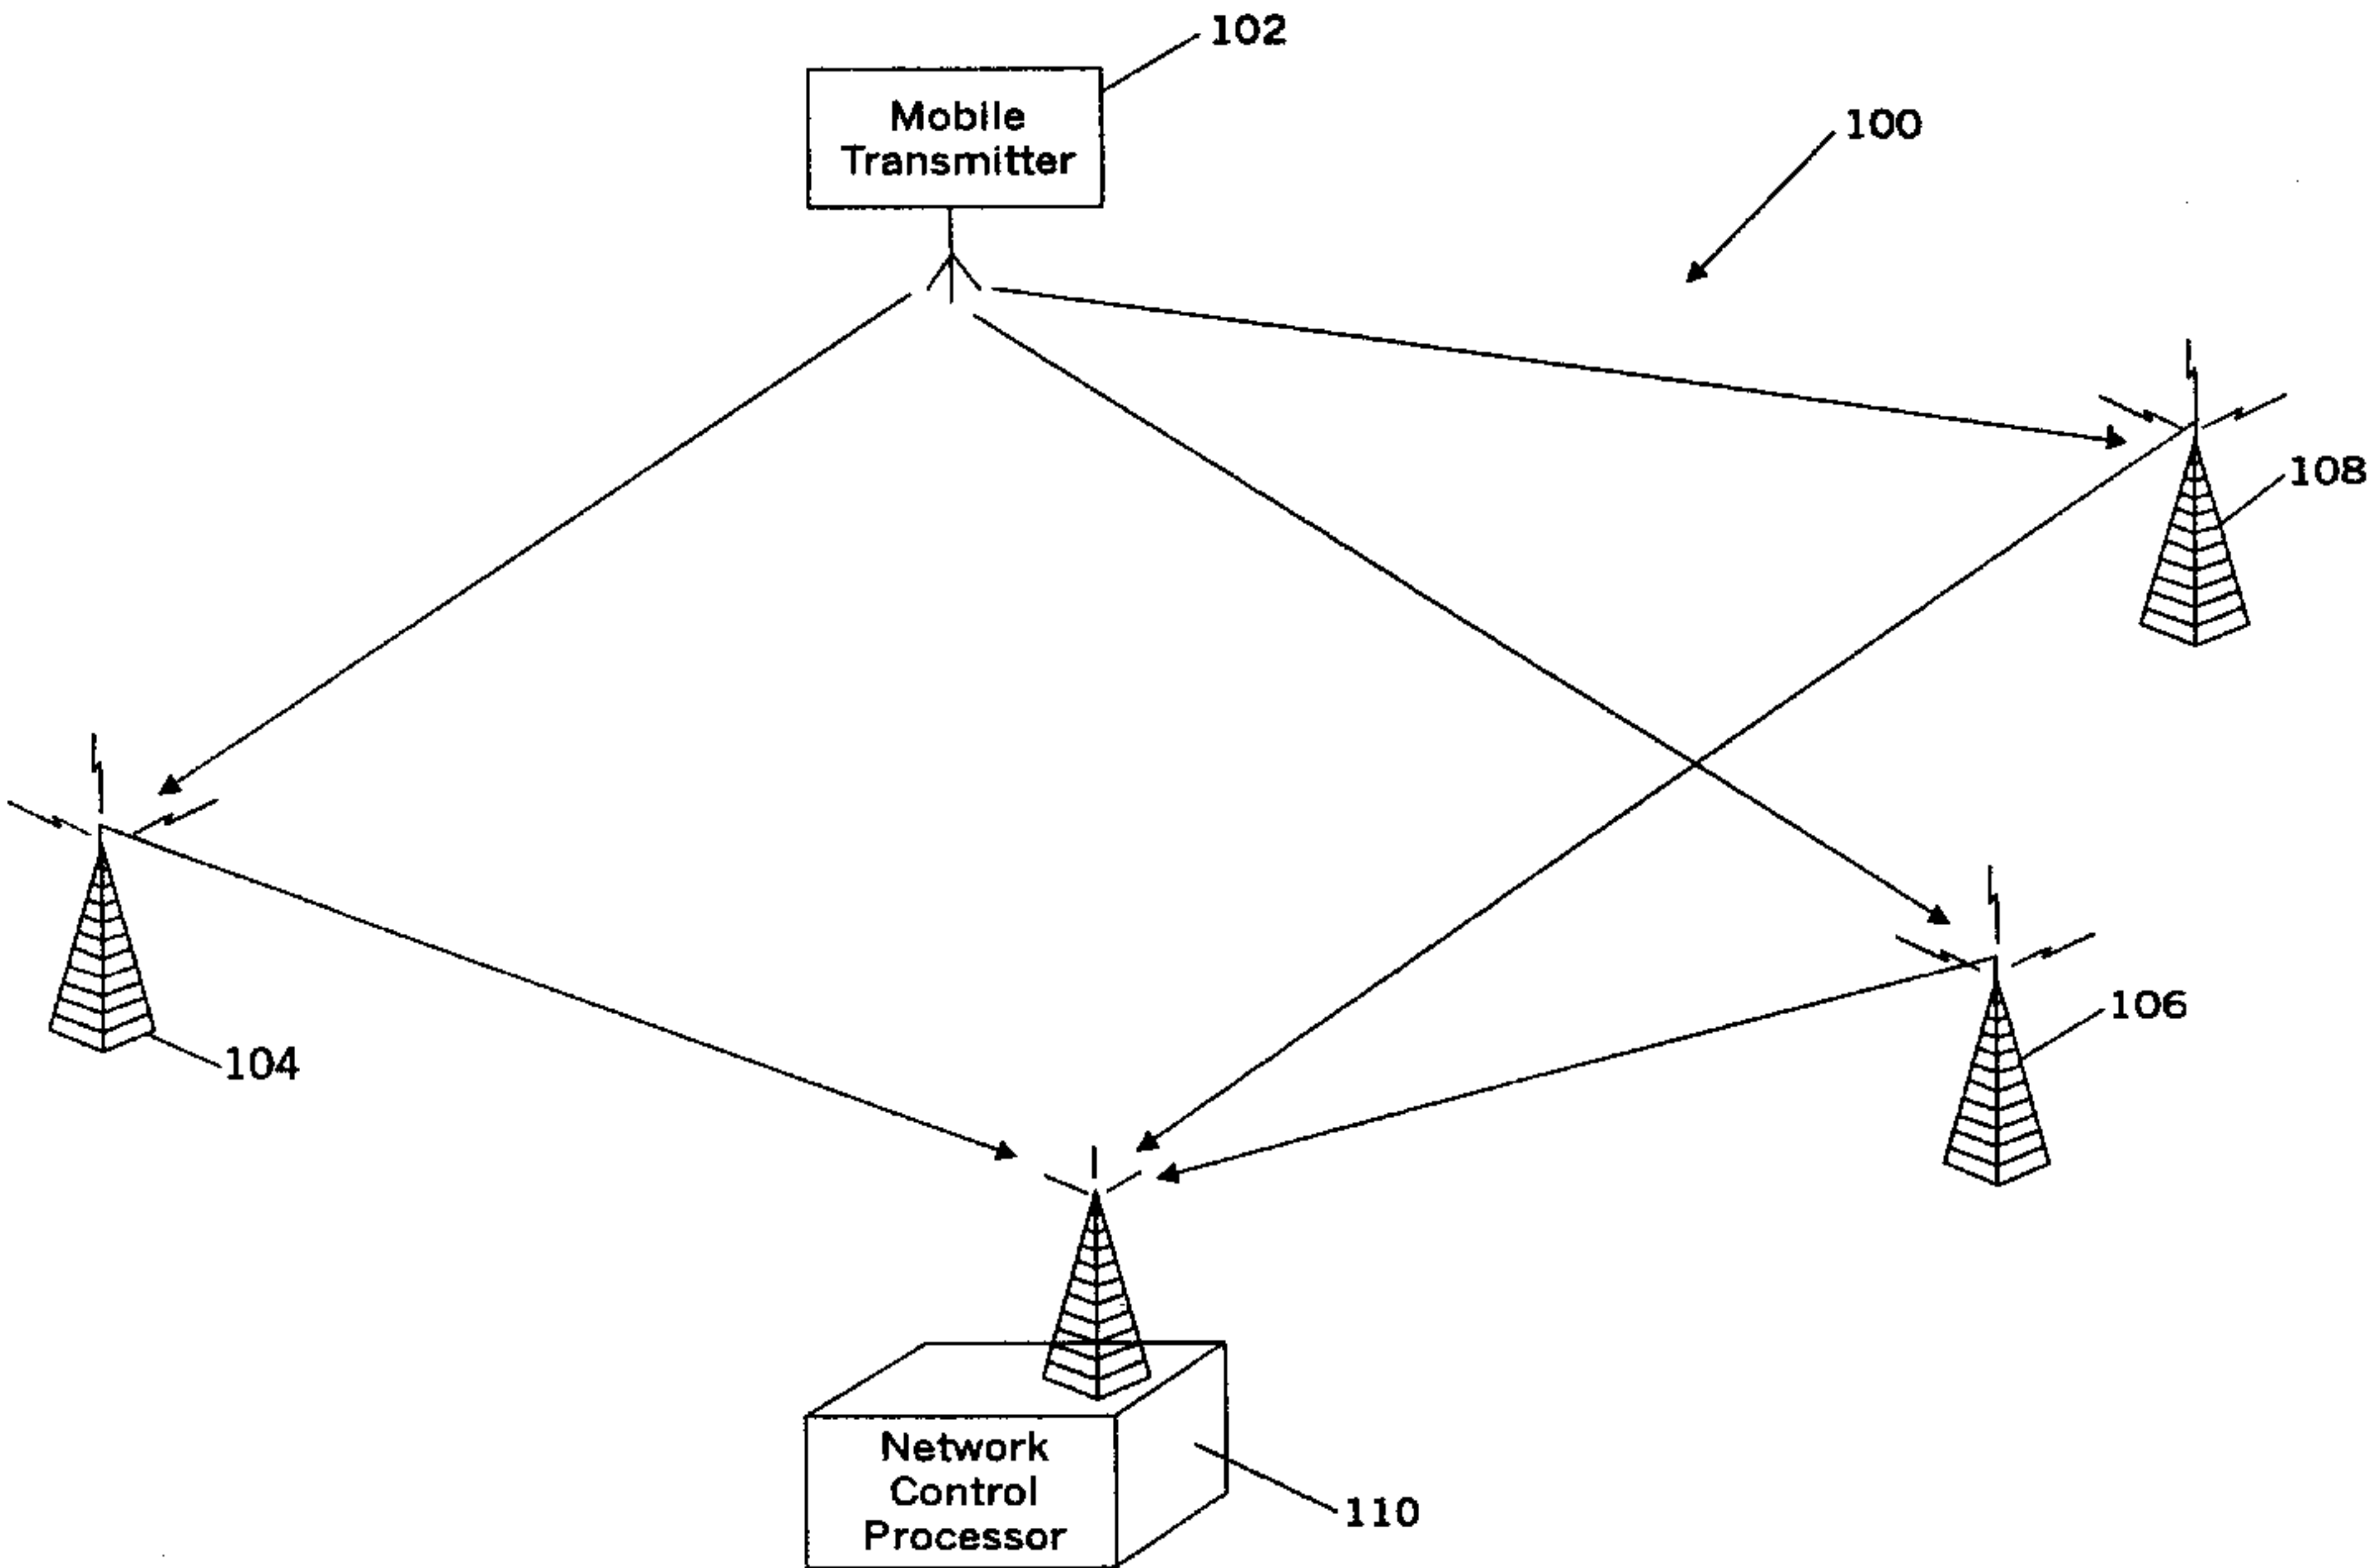 102
Mobile
Transmitter
100
108
106
104
Network
Control
Processor
110